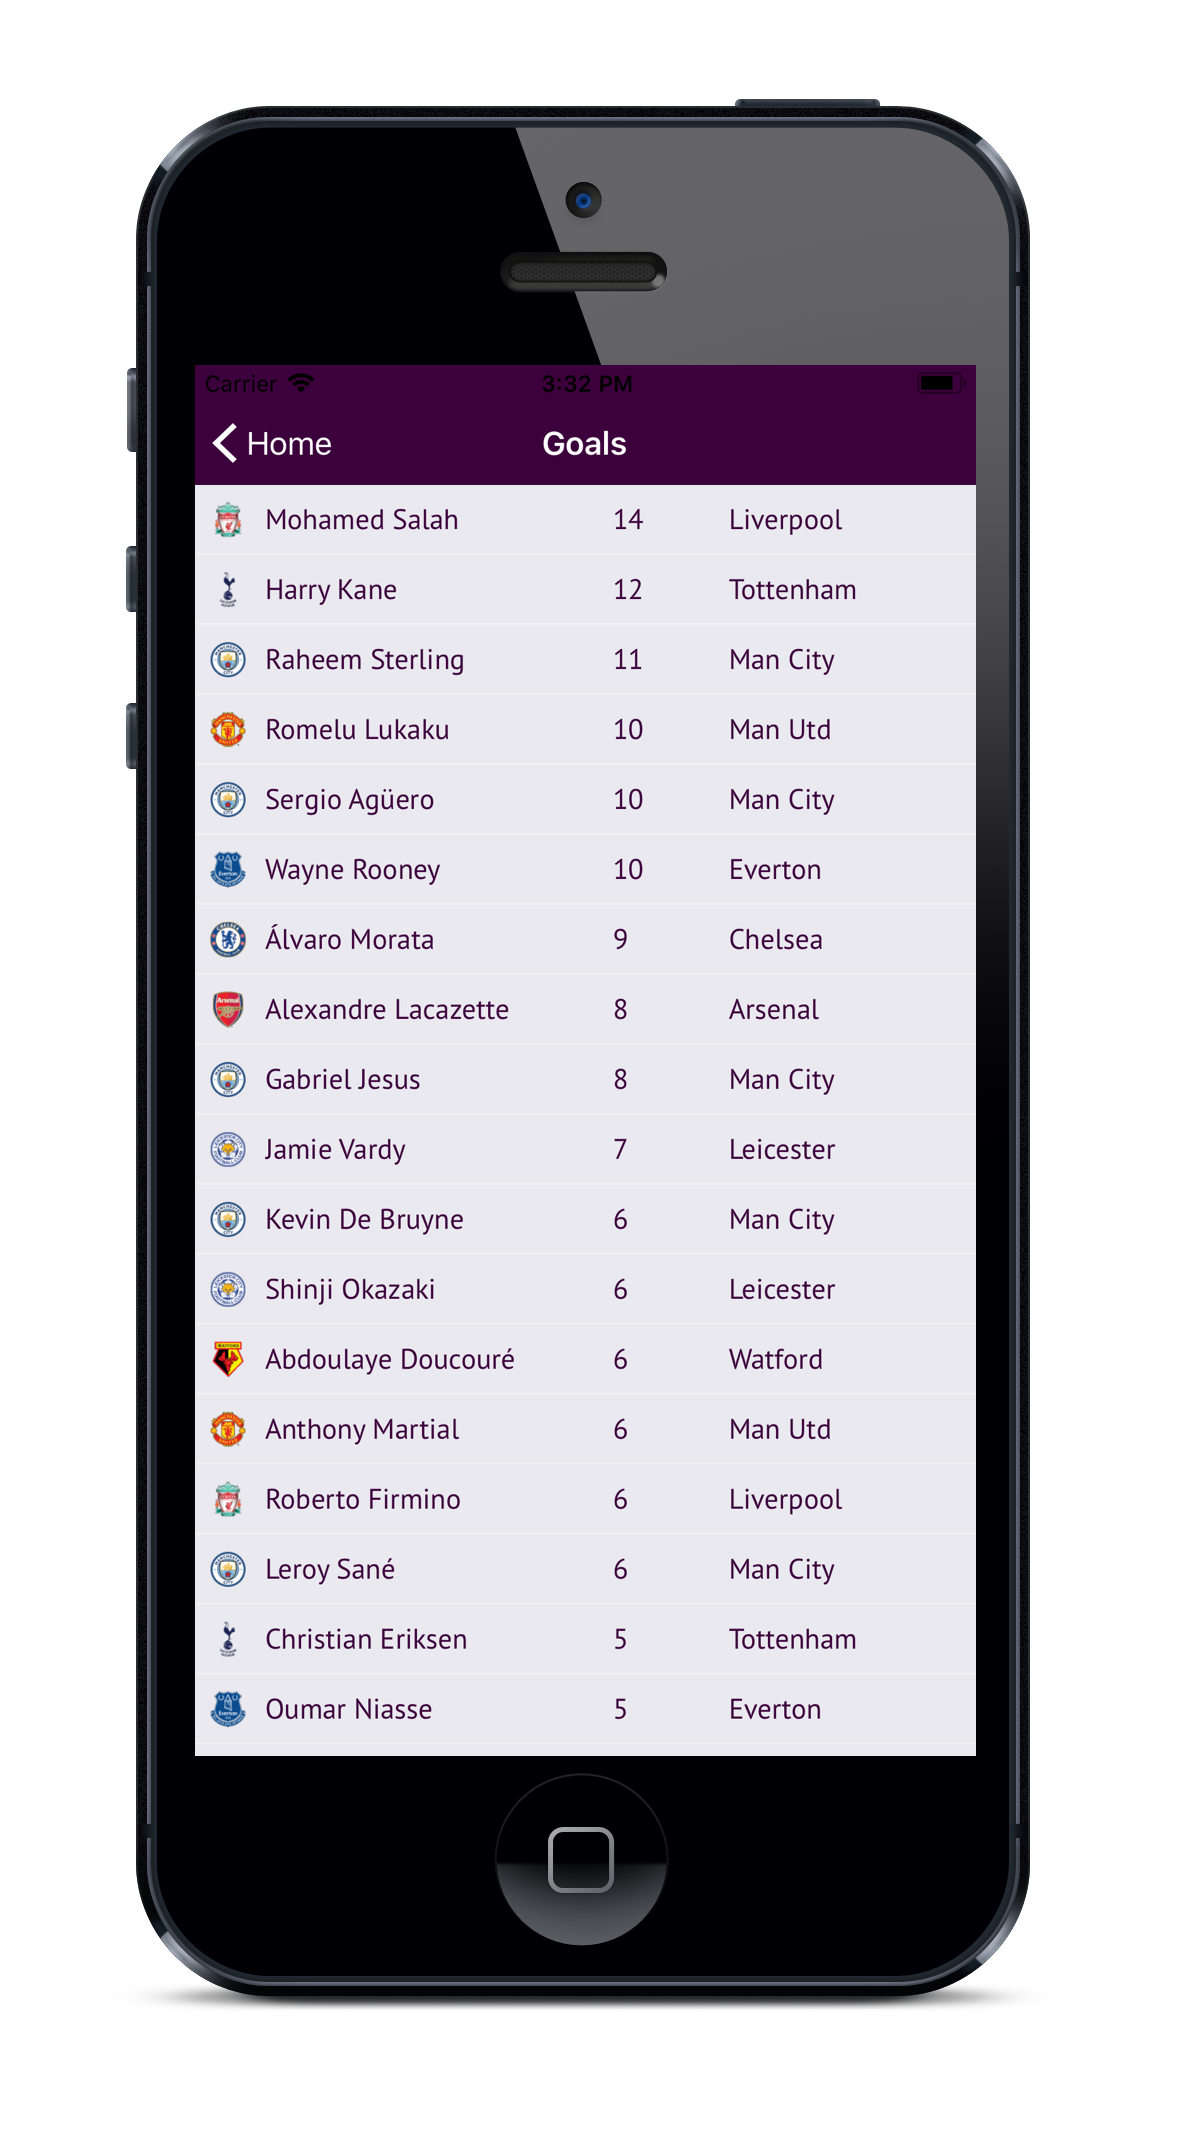 Carrier 3:32 PM
Home Goals
Mohamed Salah 14 Liverpool
Harry Kane 12 Tottenham
Raheem Sterling 11 Man City
Romelu Lukaku 10 Man Utd
Sergio Agüero 10 Man City
Wayne Rooney 10 Everton
Álvaro Morata 9 Chelsea
Alexandre Lacazette 8 Arsenal
Gabriel Jesus 8 Man City
Jamie Vardy 7 Leicester
Kevin De Bruyne 6 Man City
Shinji Okazaki 6 Leicester
Abdoulaye Doucouré 6 Watford
Anthony Martial 6 Man Utd
Roberto Firmino 6 Liverpool
Leroy Sané 6 Man City
Christian Eriksen 5 Tottenham
Oumar Niasse 5 Everton